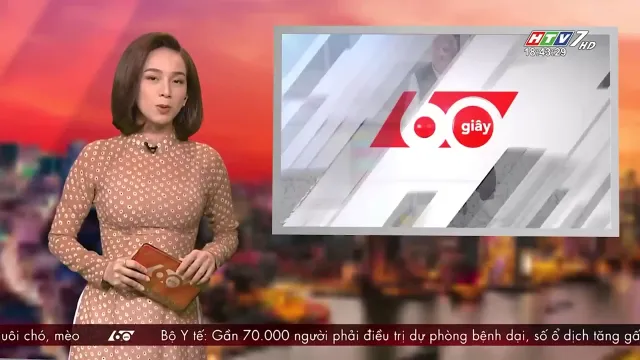 HTV7 HD
18:43:29
60 giây
uôi chó, mèo 60 Bộ Y tế: Gần 70.000 người phải điều trị dự phòng bệnh dại, số ổ dịch tăng gấ